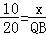 10/20 = x/QB